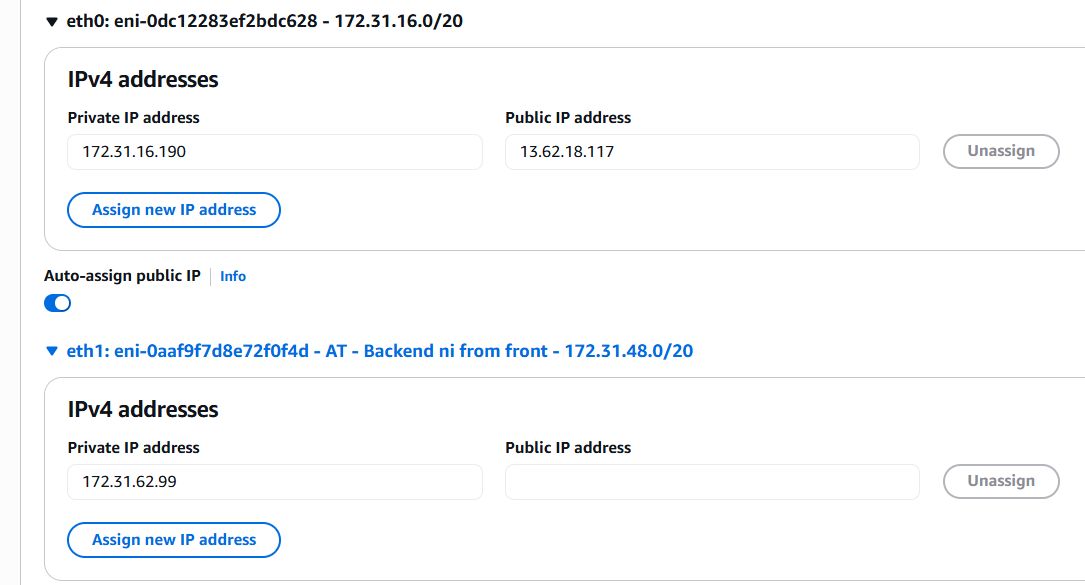 eth0: eni-0dc12283ef2bdc628 - 172.31.16.0/20
IPv4 addresses
Private IP address Public IP address
172.31.16.190 13.62.18.117 Unassign
Assign new IP address
Auto-assign public IP Info
eth1: eni-0aaf9f7d8e72f0f4d - AT - Backend ni from front - 172.31.48.0/20
IPv4 addresses
Private IP address Public IP address
172.31.62.99 Unassign
Assign new IP address